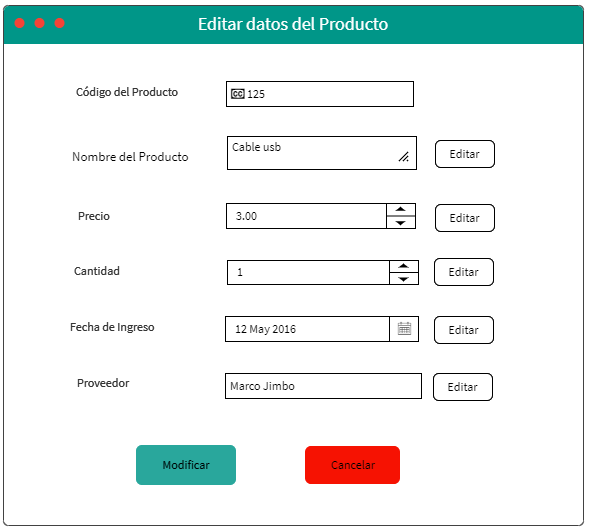 Editar datos del Producto
Código del Producto CC 125
Nombre del Producto Cable usb Editar
Precio 3.00 Editar
Cantidad 1 Editar
Fecha de Ingreso 12 May 2016 Editar
Proveedor Marco Jimbo Editar
Modificar Cancelar